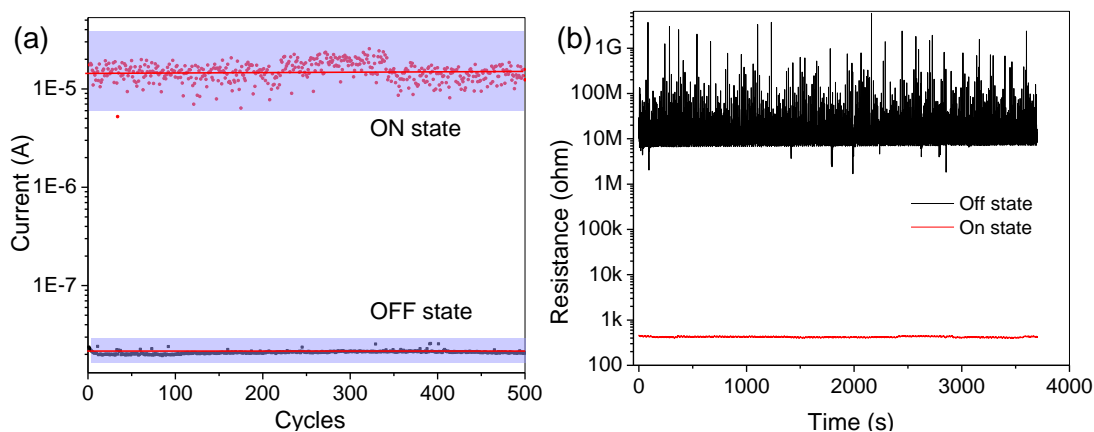 (a)
Current (A)
1E-5
1E-6
1E-7
ON state
OFF state
0
100
200
300
400
500
Cycles
(b)
Resistance (ohm)
1G
100M
10M
1M
100k
10k
1k
100
Off state
On state
0
1000
2000
3000
4000
Time (s)